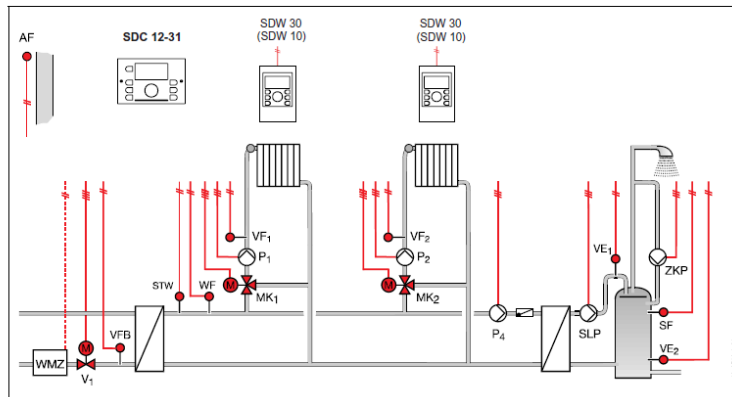 AF
SDC 12-31
SDW 30
(SDW 10)
SDW 30
(SDW 10)
VF1
P1
M
MK1
VF2
P2
M
MK2
STW
WF
VE1
ZKP
P4
SLP
SF
VE2
M
VFB
WMZ
V1